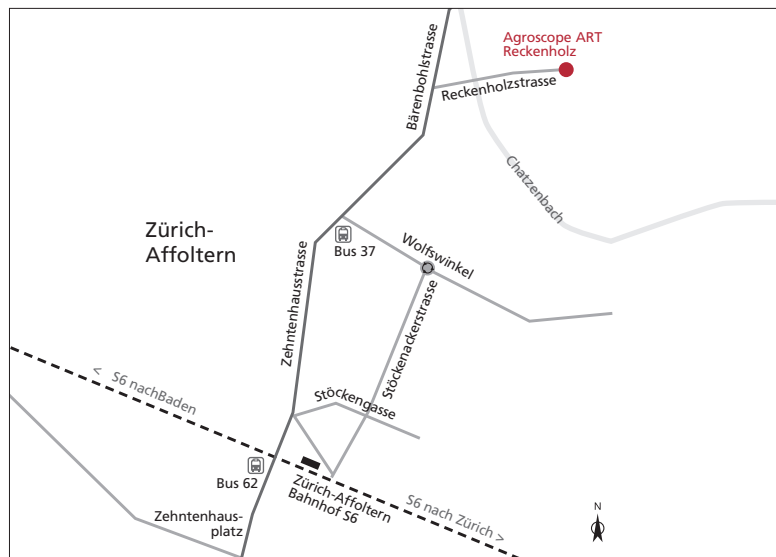 Agroscope ART
Reckenholz
Bärenbohlstrasse
Reckenholzstrasse
Chatzenbach
Zürich-
Affoltern
Bus 37
Wolfswinkel
Zehntenhausstrasse
Stöckenackerstrasse
< S6 nachBaden
Stöckengasse
Bus 62
Zürich-Affoltern
Bahnhof S6
S6 nach Zürich >
Zehntenhaus-
platz
N